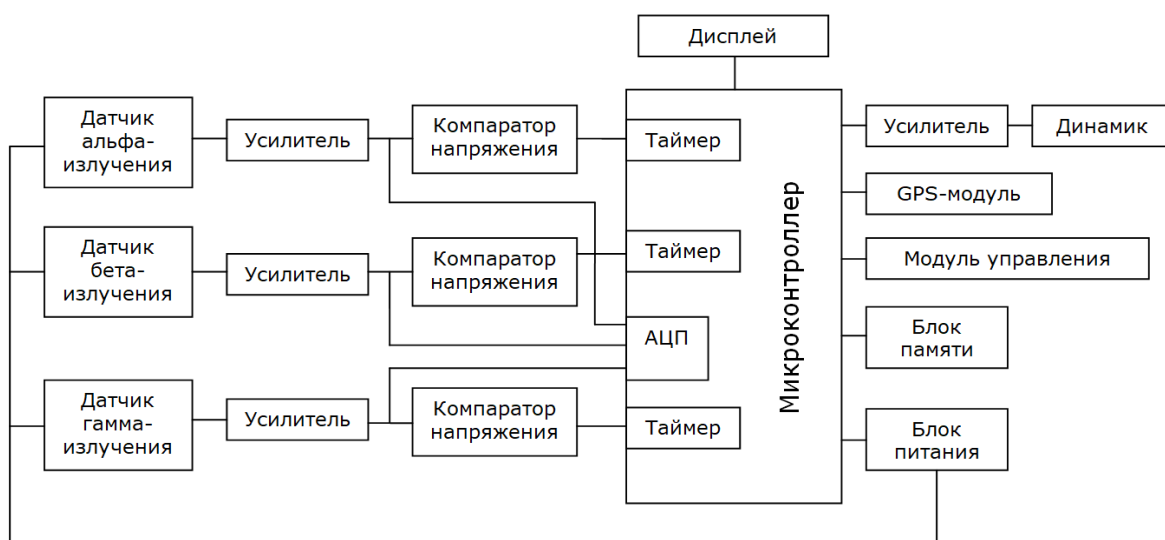 Дисплей
Датчик
альфа-
излучения
Усилитель
Компаратор
напряжения
Таймер
Усилитель
Динамик
GPS-модуль
Датчик
бета-
излучения
Усилитель
Компаратор
напряжения
Таймер
Модуль управления
Микроконтроллер
АЦП
Блок
памяти
Датчик
гамма-
излучения
Усилитель
Компаратор
напряжения
Таймер
Блок
питания